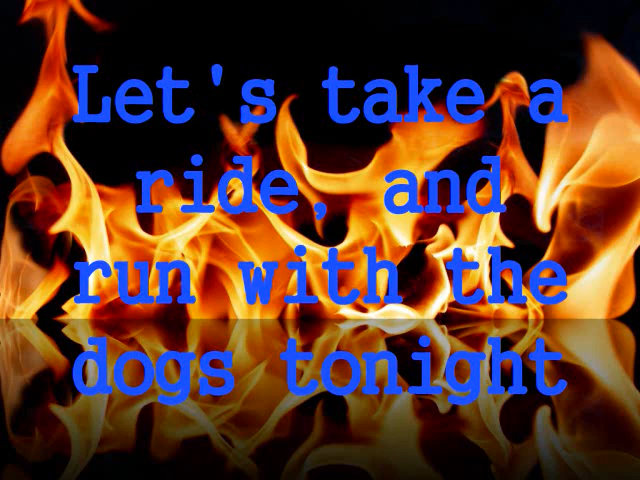 Let's take a
ride, and
run with the
dogs tonight